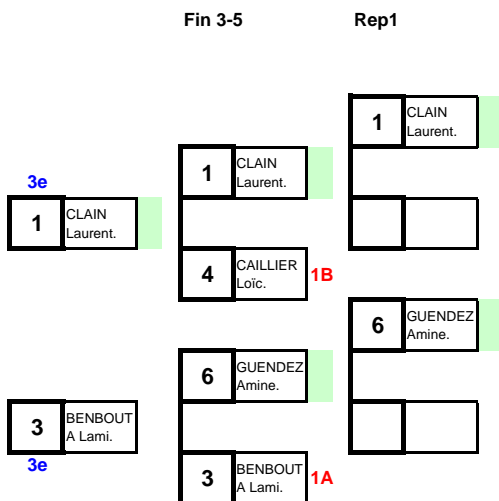 Fin 3-5
Rep1
1
CLAIN
Laurent.
1
CLAIN
Laurent.
3e
1
CLAIN
Laurent.
4
CAILLIER
Loïc.
1B
6
GUENDEZ
Amine.
6
GUENDEZ
Amine.
3
BENBOUT
A Lami.
3e
3
BENBOUT
A Lami.
1A